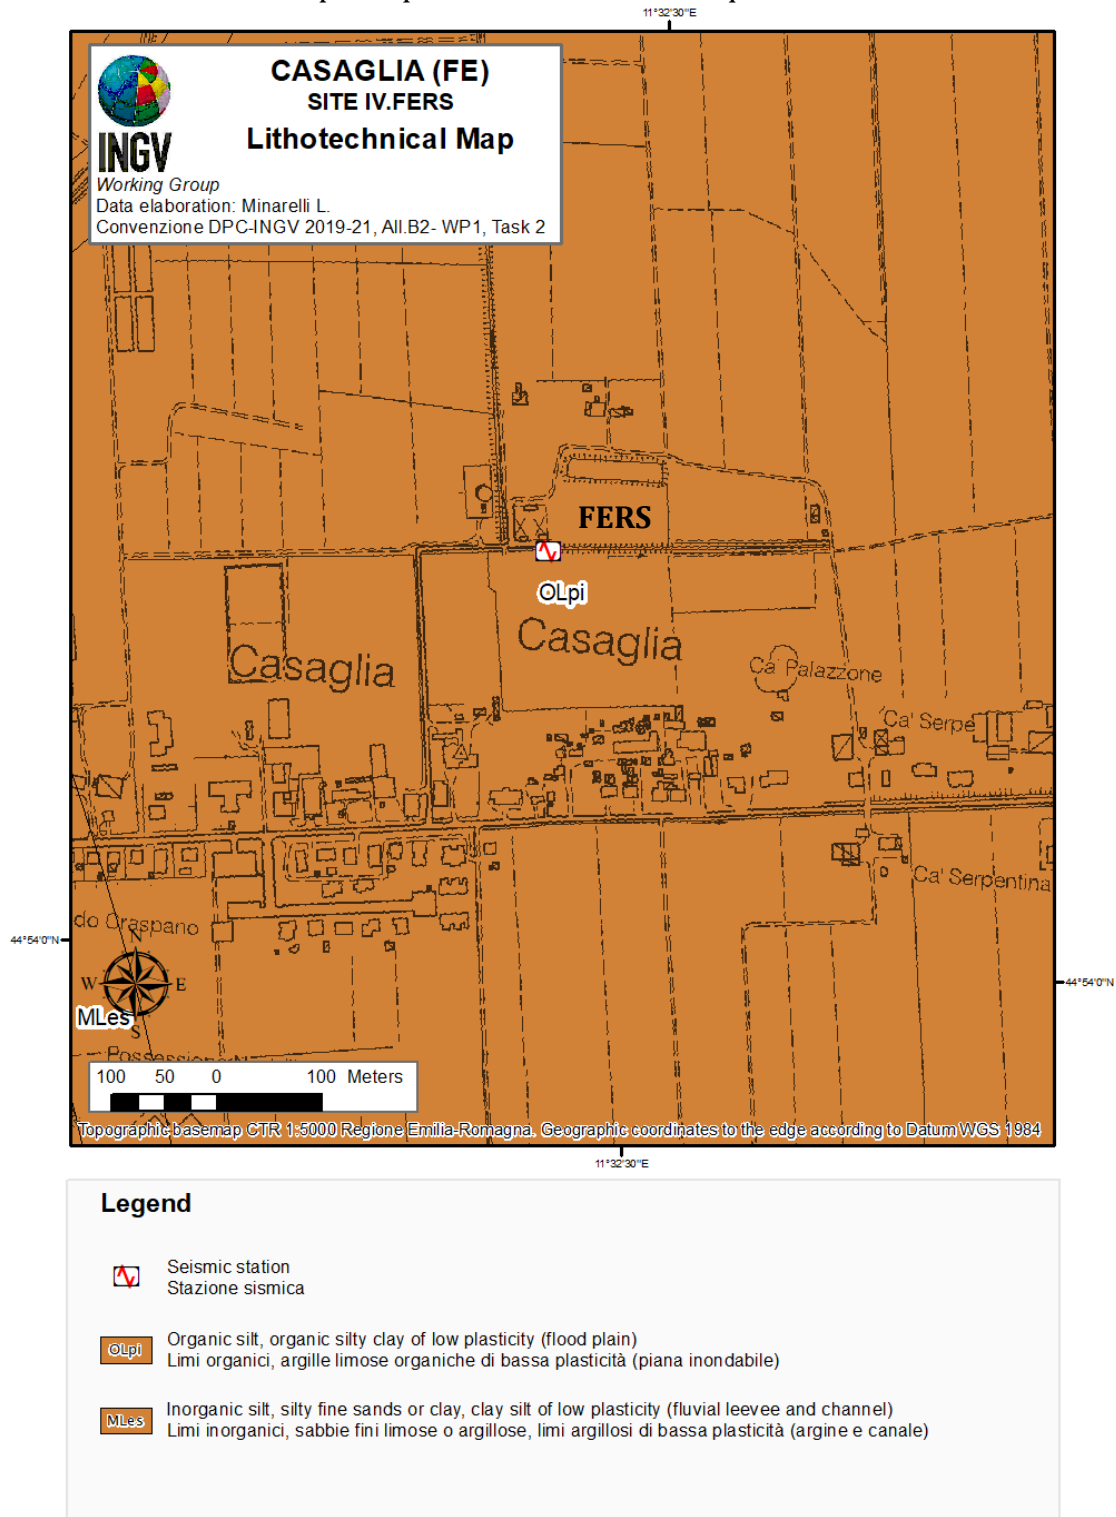 11°32'30"E
CASAGLIA (FE)
SITE IV.FERS
Lithotechnical Map
INGV
Working Group
Data elaboration: Minarelli L.
Convenzione DPC-INGV 2019-21, All.B2- WP1, Task 2
FERS
OLpi
Casaglia
Casaglia
Ca' Palazzone
Ca' Serpe
Ca' Serpentina
do Craspano
44°54'0"N
N
W
E
S
44°54'0"N
MLes
100 50 0 100 Meters
Topographic basemap CTR 1:5000 Regione Emilia-Romagna. Geographic coordinates to the edge according to Datum WGS 1984
11°32'30"E
Legend
Seismic station
Stazione sismica
OLpi
Organic silt, organic silty clay of low plasticity (flood plain)
Limi organici, argille limose organiche di bassa plasticità (piana inondabile)
MLes
Inorganic silt, silty fine sands or clay, clay silt of low plasticity (fluvial leevee and channel)
Limi inorganici, sabbie fini limose o argillose, limi argillosi di bassa plasticità (argine e canale)